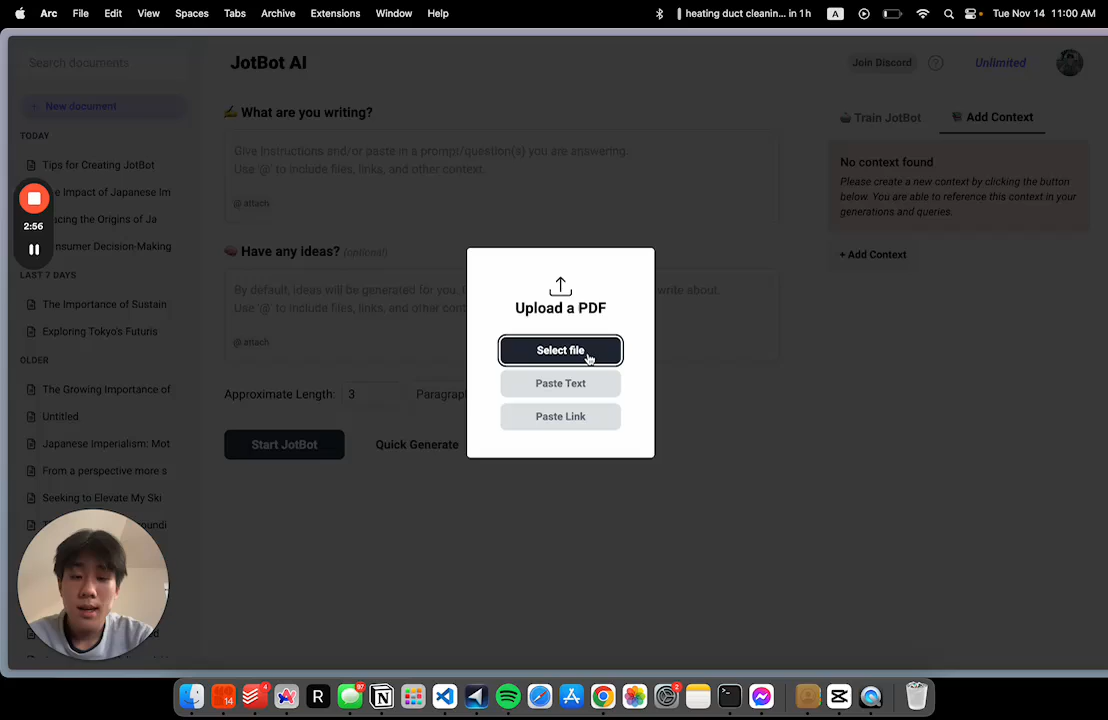 Arc File Edit View Spaces Tabs Archive Extensions Window Help heating duct cleanin... in 1h A Tue Nov 14 11:00 AM
Search documents
JotBot AI
Join Discord ? Unlimited
+ New document
TODAY
Tips for Creating JotBot
e Impact of Japanese Im
cing the Origins of Ja
nsumer Decision-Making
2:56
LAST 7 DAYS
The Importance of Sustain
Exploring Tokyo's Futuris
OLDER
The Growing Importance of
Untitled
Japanese Imperialism: Mot
From a perspective more s
Seeking to Elevate My Ski
What are you writing?
Give instructions and/or paste in a prompt/question(s) you are answering.
Use '@' to include files, links, and other context.
@ attach
Have any ideas? (optional)
By default, ideas will be generated for you.
write about.
Use '@' to include files, links, and other cont
@ attach
Approximate Length: 3 Paragrap
Start JotBot Quick Generate
Upload a PDF
Select file
Paste Text
Paste Link
Train JotBot Add Context
No context found
Please create a new context by clicking the button
below. You are able to reference this context in your
generations and queries.
+ Add Context
14 4 97 2